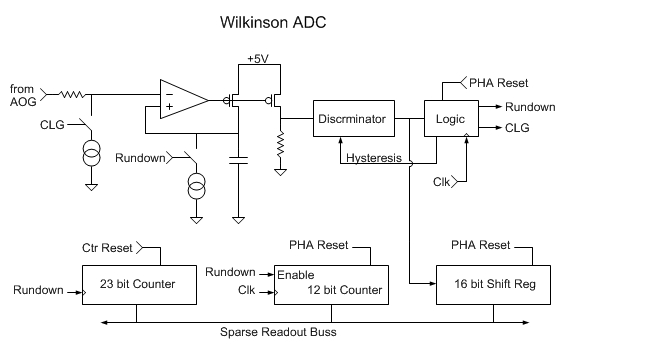 Wilkinson ADC
+5V
from
AOG
PHA Reset
Rundown
CLG
Discrminator
Logic
CLG
Rundown
Hysteresis
Clk
Ctr Reset
PHA Reset
PHA Reset
Rundown
23 bit Counter
Rundown
Enable
Clk
12 bit Counter
16 bit Shift Reg
Sparse Readout Buss